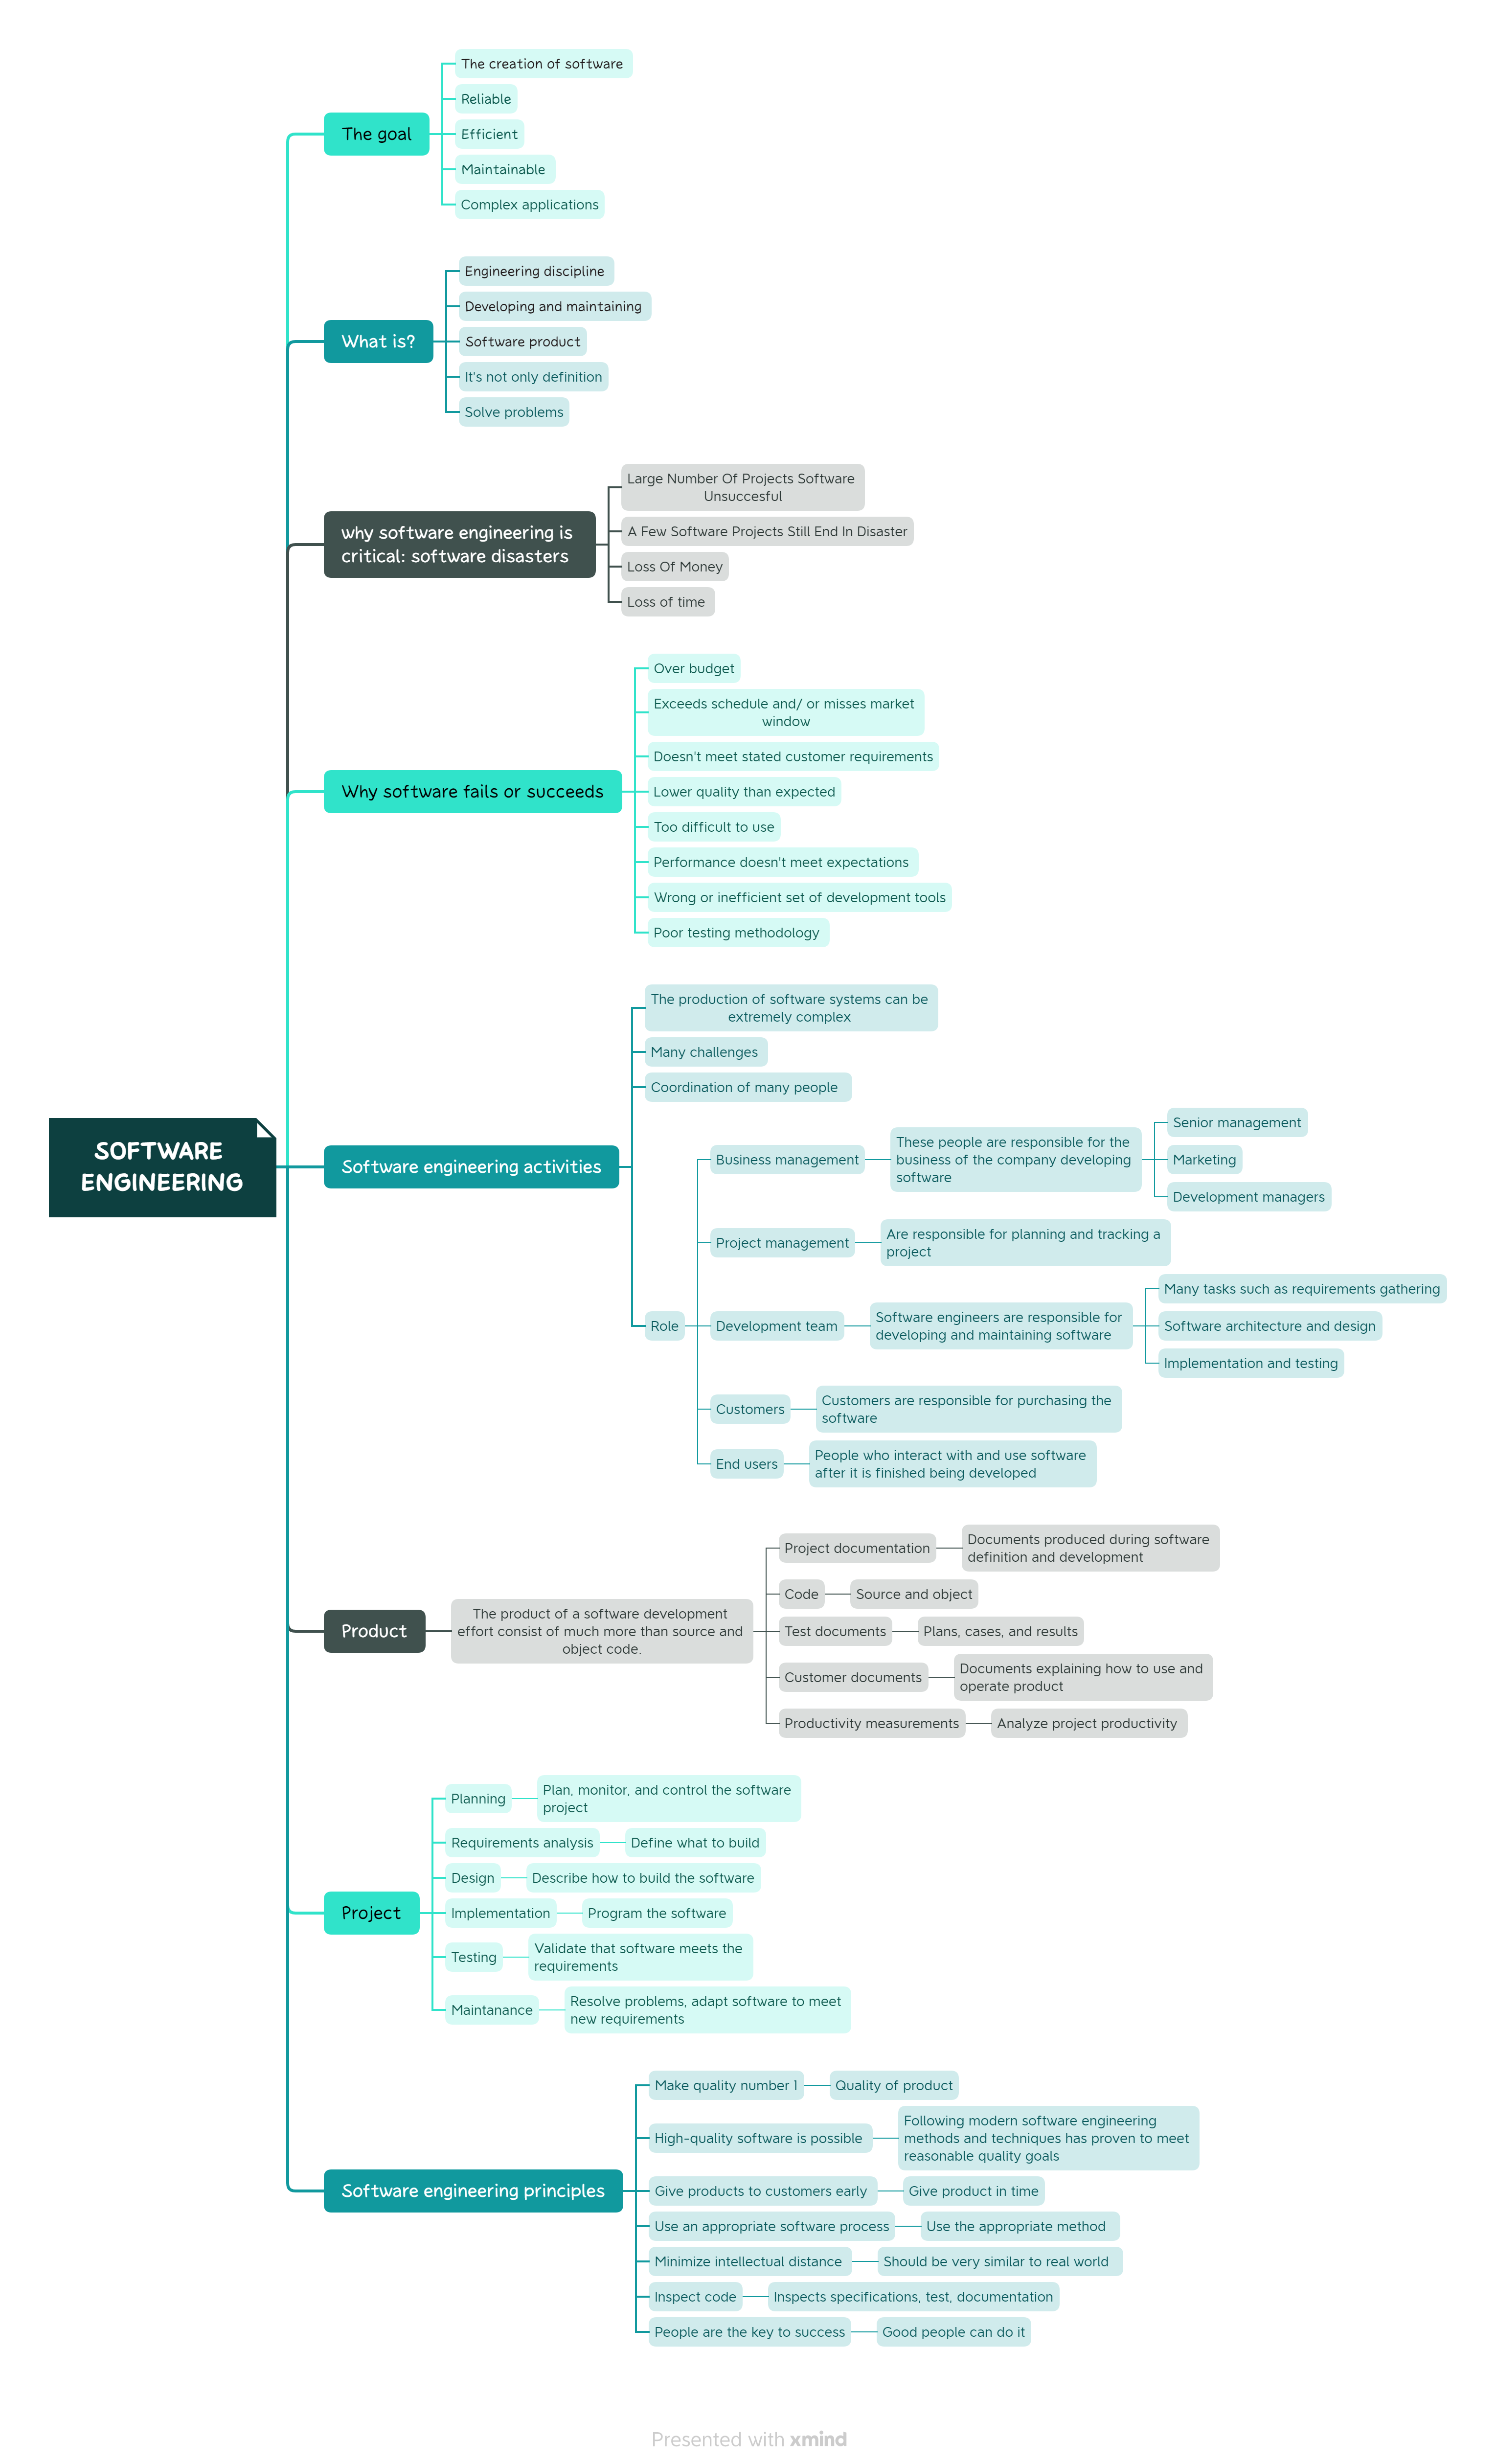 The creation of software
Reliable
The goal
Efficient
Maintainable
Complex applications
Engineering discipline
Developing and maintaining
What is?
Software product
It's not only definition
Solve problems
Large Number Of Projects Software
Unsuccesful
why software engineering is
critical: software disasters
A Few Software Projects Still End In Disaster
Loss Of Money
Loss of time
Over budget
Exceeds schedule and/ or misses market
window
Doesn't meet stated customer requirements
Why software fails or succeeds
Lower quality than expected
Too difficult to use
Performance doesn't meet expectations
Wrong or inefficient set of development tools
Poor testing methodology
SOFTWARE
ENGINEERING
Software engineering activities
The production of software systems can be
extremely complex
Many challenges
Coordination of many people
Role
Business management
These people are responsible for the
business of the company developing
software
Senior management
Marketing
Development managers
Project management
Are responsible for planning and tracking a
project
Development team
Software engineers are responsible for
developing and maintaining software
Many tasks such as requirements gathering
Software architecture and design
Implementation and testing
Customers
Customers are responsible for purchasing the
software
End users
People who interact with and use software
after it is finished being developed
Product
The product of a software development
effort consist of much more than source and
object code.
Project documentation
Documents produced during software
definition and development
Code
Source and object
Test documents
Plans, cases, and results
Customer documents
Documents explaining how to use and
operate product
Productivity measurements
Analyze project productivity
Project
Planning
Plan, monitor, and control the software
project
Requirements analysis
Define what to build
Design
Describe how to build the software
Implementation
Program the software
Testing
Validate that software meets the
requirements
Maintanance
Resolve problems, adapt software to meet
new requirements
Software engineering principles
Make quality number 1
Quality of product
High-quality software is possible
Following modern software engineering
methods and techniques has proven to meet
reasonable quality goals
Give products to customers early
Give product in time
Use an appropriate software process
Use the appropriate method
Minimize intellectual distance
Should be very similar to real world
Inspect code
Inspects specifications, test, documentation
People are the key to success
Good people can do it
Presented with xmind